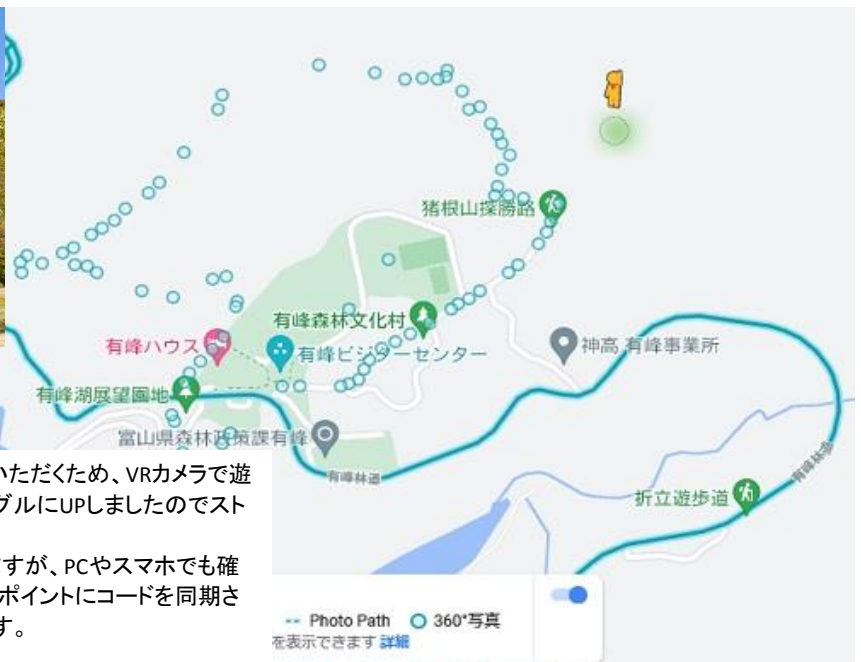 猪根山探勝路
有峰森林文化村
有峰ハウス
有峰ビジターセンター
神高 有峰事業所
有峰湖展望園地
富山県森林政策課有峰
有峰林道
有峰林道
折立遊歩道
いただくため、VRカメラで遊
グルにUPしましたのでスト
すが、PCやスマホでも確
ポイントにコードを同期さ
す。
Photo Path 360°写真
を表示できます 詳細